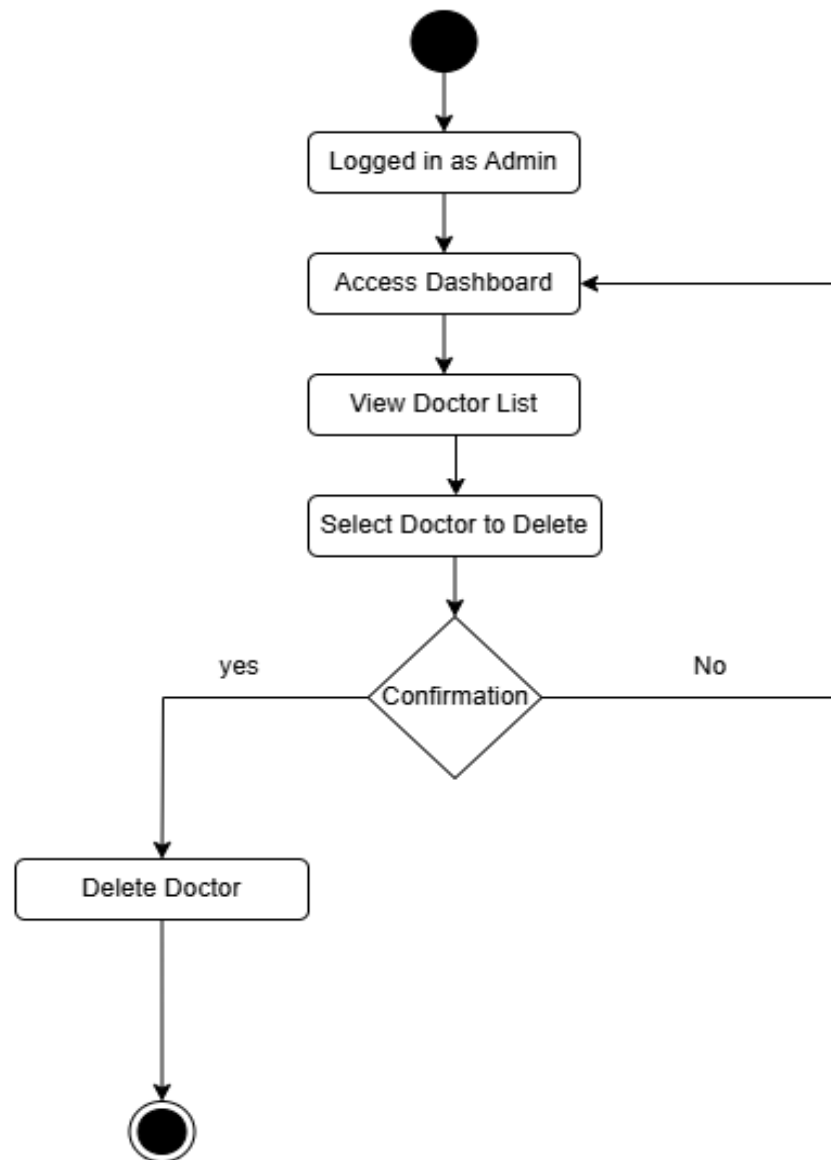 Logged in as Admin
Access Dashboard
View Doctor List
Select Doctor to Delete
yes
No
Confirmation
Delete Doctor